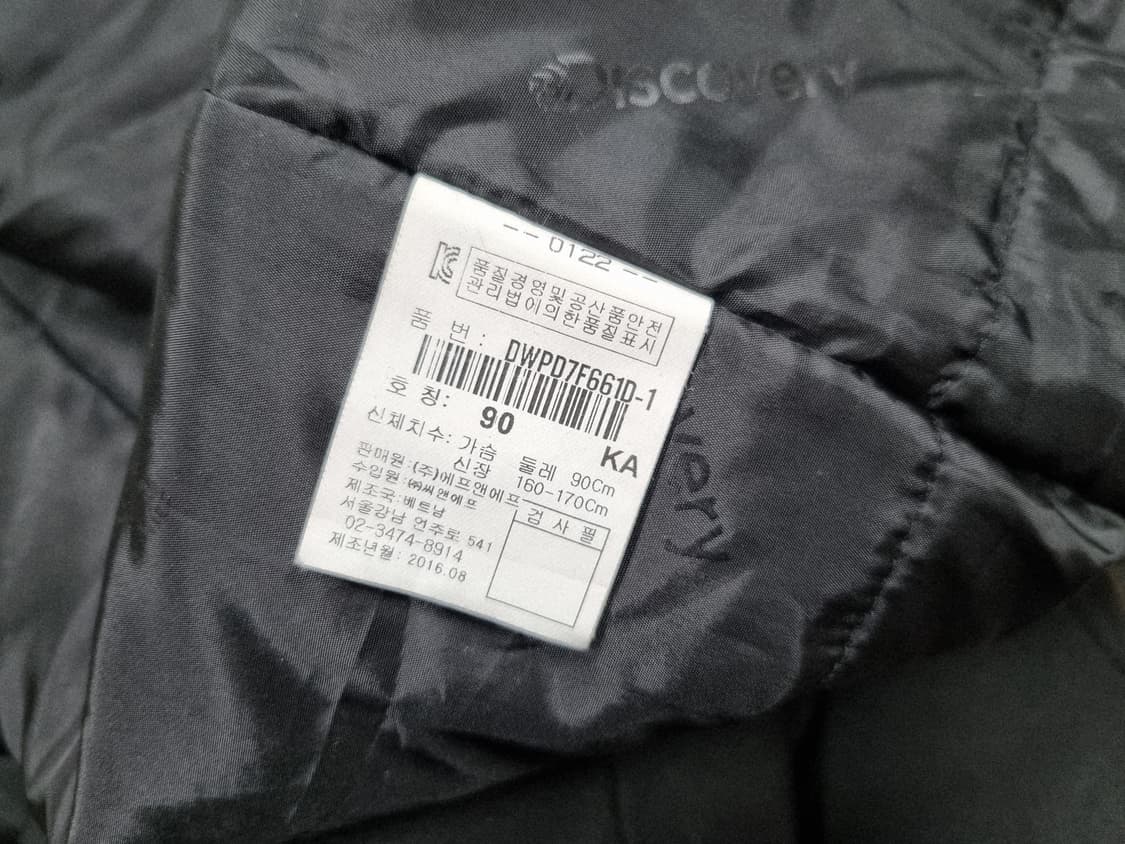 Discovery
-- 0122 --
품질경영및공산품안전
관리법이의한품질표시
품 번 : DWPD7F661D-1
호 칭: 90
KA
신체치수: 가슴 둘레 90Cm
신장 160-170Cm
판매원:(주)에프앤에프
수입원:㈜씨앤에프
제조국:베트남
서울강남 언주로 541
02-3474-8914
제조년월: 2016.08
검 사 필
very